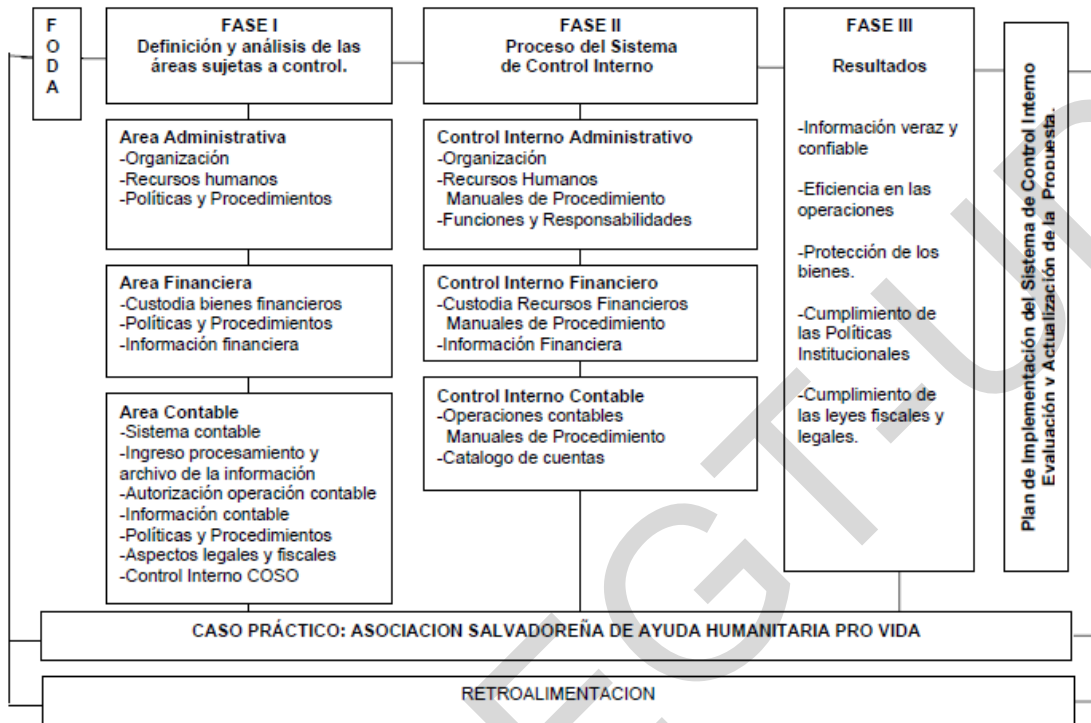 F
O
D
A
FASE I
Definición y análisis de las
áreas sujetas a control.
Area Administrativa
-Organización
-Recursos humanos
-Políticas y Procedimientos
Area Financiera
-Custodia bienes financieros
-Políticas y Procedimientos
-Información financiera
Area Contable
-Sistema contable
-Ingreso procesamiento y
archivo de la información
-Autorización operación contable
-Información contable
-Políticas y Procedimientos
-Aspectos legales y fiscales
-Control Interno COSO
FASE II
Proceso del Sistema
de Control Interno
Control Interno Administrativo
-Organización
-Recursos Humanos
Manuales de Procedimiento
-Funciones y Responsabilidades
Control Interno Financiero
-Custodia Recursos Financieros
Manuales de Procedimiento
-Información Financiera
Control Interno Contable
-Operaciones contables
Manuales de Procedimiento
-Catalogo de cuentas
FASE III
Resultados
-Información veraz y
confiable
-Eficiencia en las
operaciones
-Protección de los
bienes.
-Cumplimiento de
las Políticas
Institucionales
-Cumplimiento de
las leyes fiscales y
legales.
Plan de Implementación del Sistema de Control Interno
Evaluación y Actualización de la Propuesta.
CASO PRÁCTICO: ASOCIACION SALVADOREÑA DE AYUDA HUMANITARIA PRO VIDA
RETROALIMENTACION